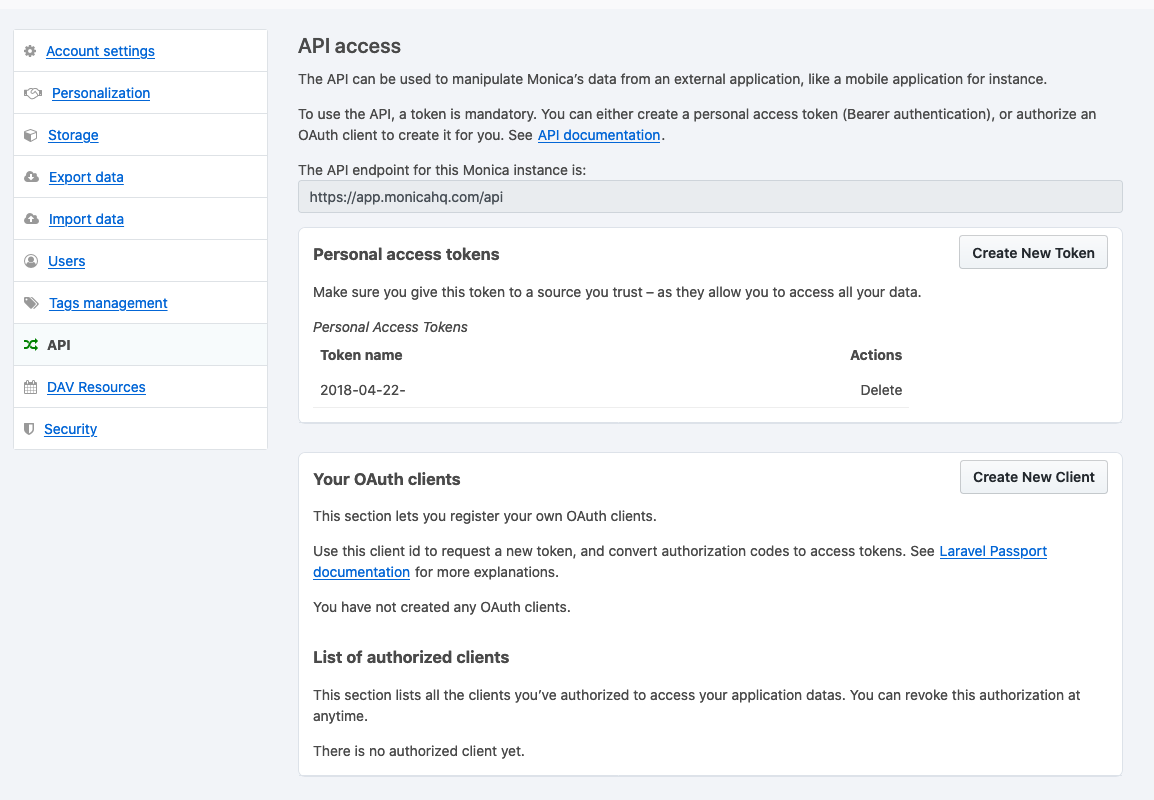 Account settings
Personalization
Storage
Export data
Import data
Users
Tags management
API
DAV Resources
Security
API access
The API can be used to manipulate Monica’s data from an external application, like a mobile application for instance.
To use the API, a token is mandatory. You can either create a personal access token (Bearer authentication), or authorize an
OAuth client to create it for you. See API documentation.
The API endpoint for this Monica instance is:
https://app.monicahq.com/api
Personal access tokens
Create New Token
Make sure you give this token to a source you trust – as they allow you to access all your data.
Personal Access Tokens
Token name Actions
2018-04-22- Delete
Your OAuth clients
Create New Client
This section lets you register your own OAuth clients.
Use this client id to request a new token, and convert authorization codes to access tokens. See Laravel Passport
documentation for more explanations.
You have not created any OAuth clients.
List of authorized clients
This section lists all the clients you’ve authorized to access your application datas. You can revoke this authorization at
anytime.
There is no authorized client yet.